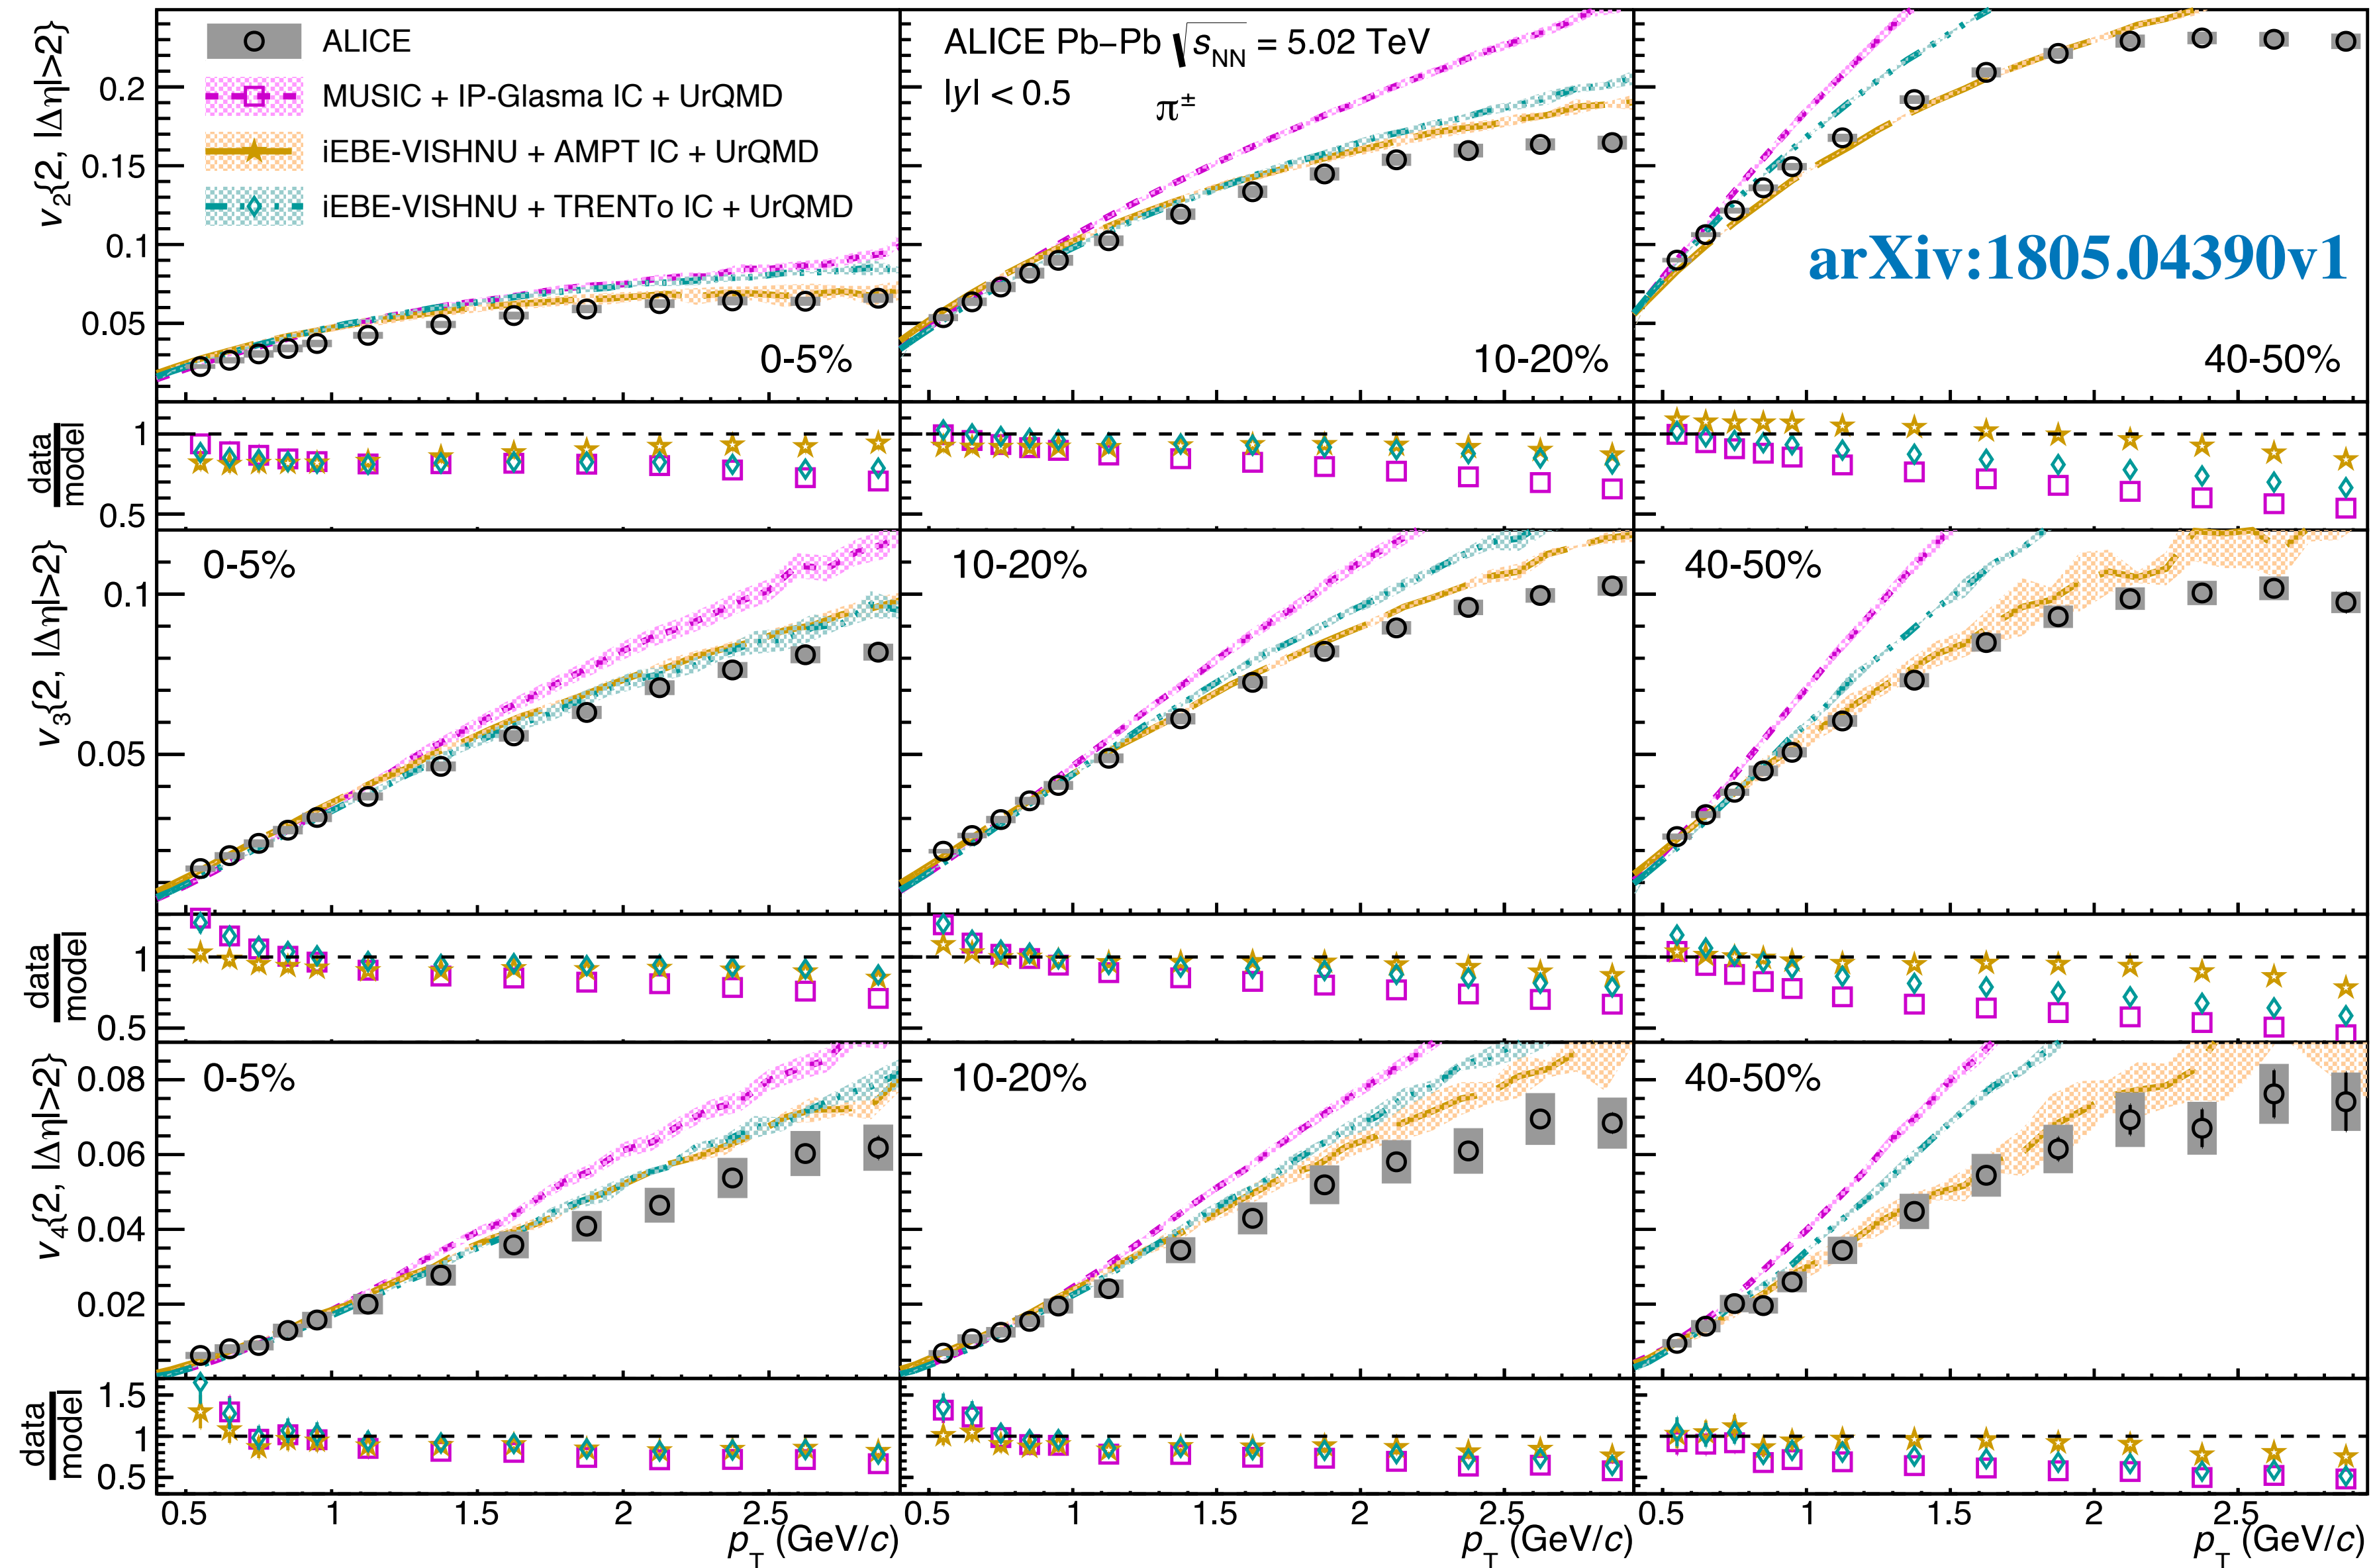 ALICE
MUSIC + IP-Glasma IC + UrQMD
iEBE-VISHNU + AMPT IC + UrQMD
iEBE-VISHNU + TRENTo IC + UrQMD
ALICE Pb–Pb √sNN = 5.02 TeV
|y| < 0.5 π±
arXiv:1805.04390v1
v2{2, |Δη|>2}
0.2
0.15
0.1
0.05
0-5%
10-20%
40-50%
data
model
1
0.5
v3{2, |Δη|>2}
0.1
0.05
0-5%
10-20%
40-50%
data
model
1
0.5
v4{2, |Δη|>2}
0.08
0.06
0.04
0.02
0-5%
10-20%
40-50%
data
model
1.5
1
0.5
0.5 1 1.5 2 2.5
0.5 1 1.5 2 2.5
0.5 1 1.5 2 2.5
pT (GeV/c)
pT (GeV/c)
pT (GeV/c)